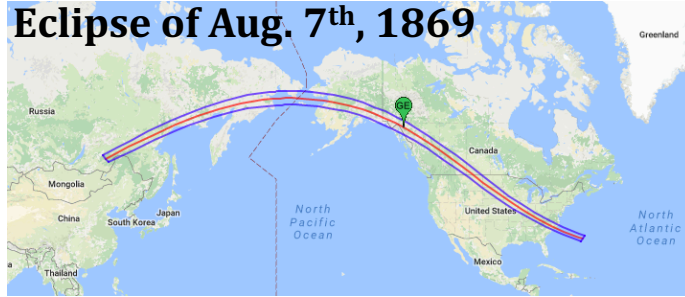 Eclipse of Aug. 7th, 1869
Greenland
Russia
GE
Canada
Mongolia
North
Pacific
Ocean
United States
North
Atlantic
Ocean
China
South Korea
Japan
Mexico
Thailand